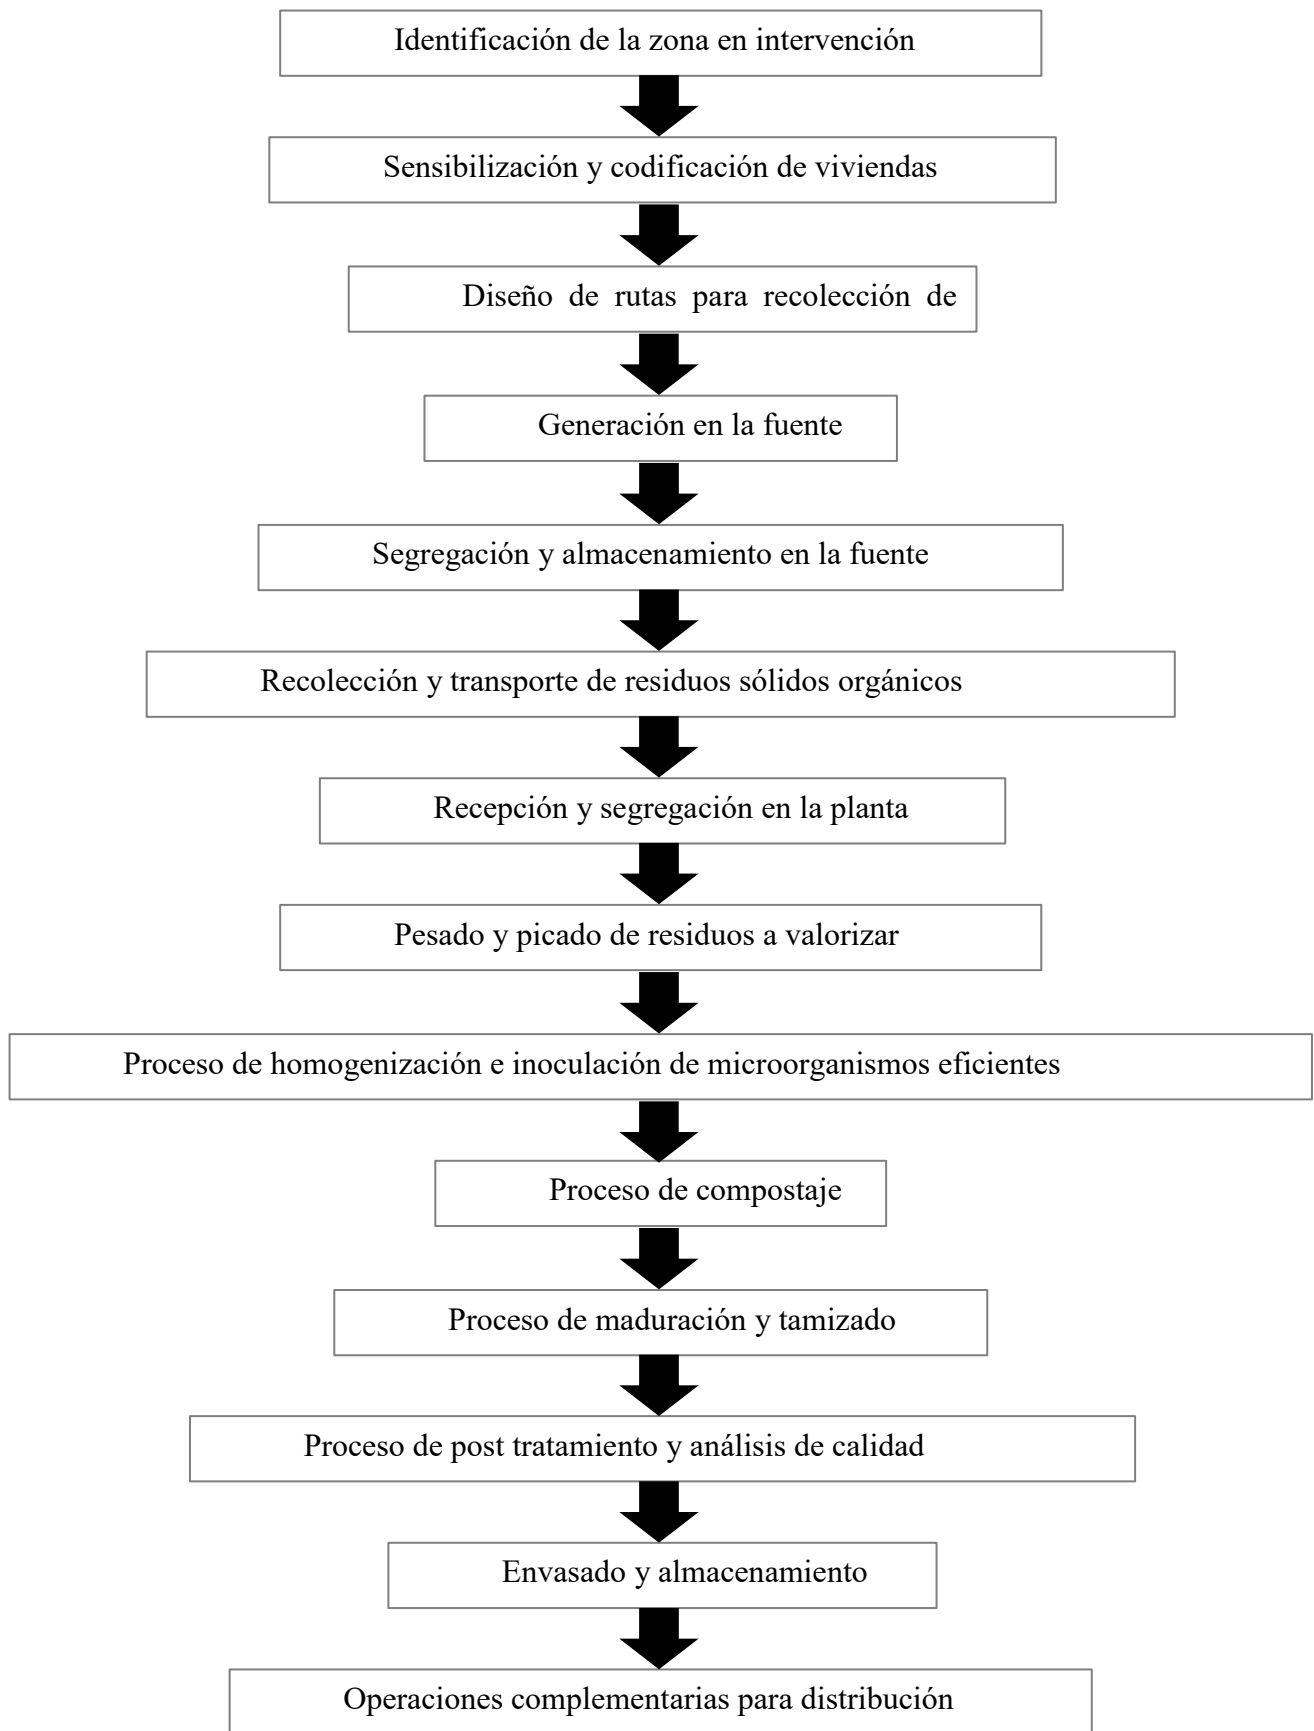 Identificación de la zona en intervención
Sensibilización y codificación de viviendas
Diseño de rutas para recolección de
Generación en la fuente
Segregación y almacenamiento en la fuente
Recolección y transporte de residuos sólidos orgánicos
Recepción y segregación en la planta
Pesado y picado de residuos a valorizar
Proceso de homogenización e inoculación de microorganismos eficientes
Proceso de compostaje
Proceso de maduración y tamizado
Proceso de post tratamiento y análisis de calidad
Envasado y almacenamiento
Operaciones complementarias para distribución